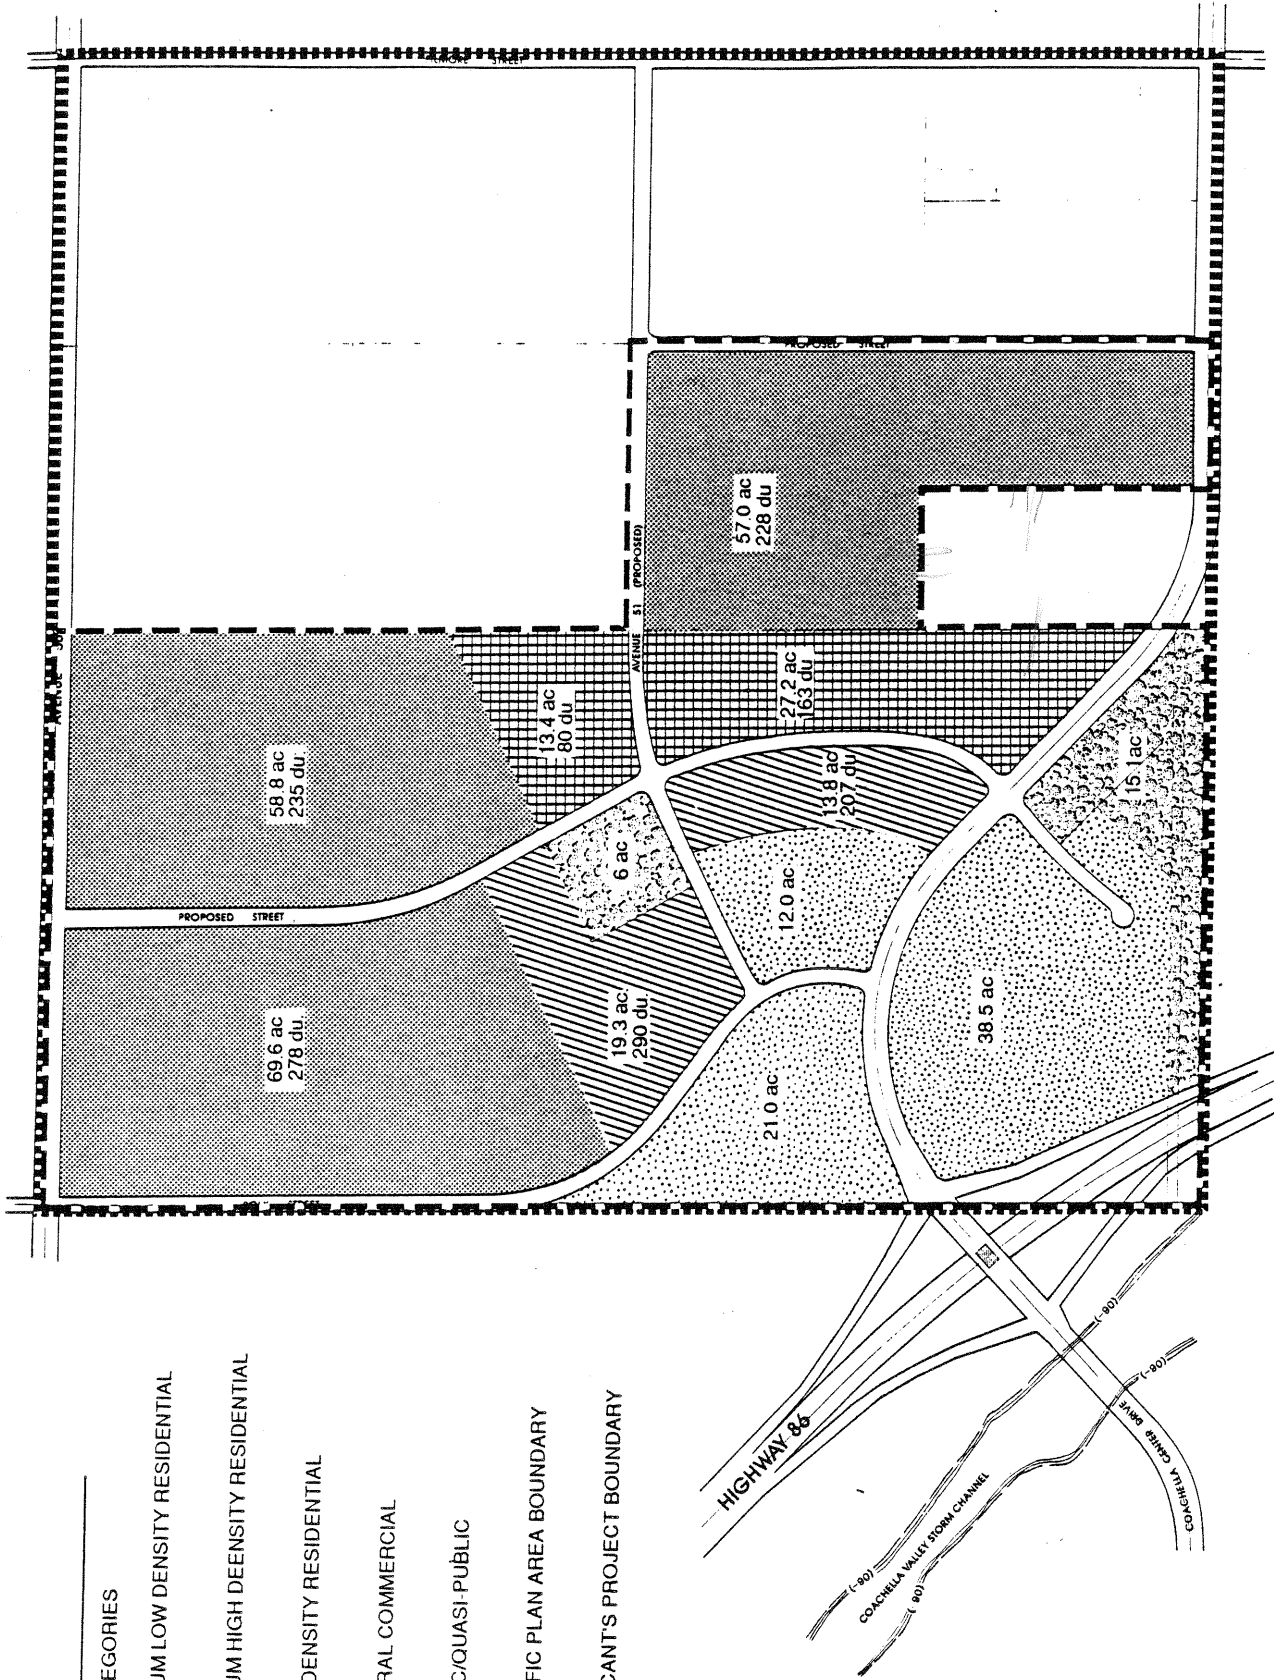 STREET
AVENUE
PROPOSED STREET
57.0 ac
228 du
AVENUE 51 (PROPOSED)
58.8 ac
235 du
13.4 ac
80 du
27.2 ac
163 du
13.8 ac
207 du
15.1ac
6 ac
12.0 ac
PROPOSED STREET
69.6 ac
278 du
19.3 ac
290 du
21.0 ac
38.5 ac
HIGHWAY 86
COACHELLA VALLEY STORM CHANNEL
COACHELLA CENTER DRIVE
(-90)
(-90)
(-90)
(-90)
EGORIES
UM LOW DENSITY RESIDENTIAL
UM HIGH DEENSITY RESIDENTIAL
DENSITY RESIDENTIAL
RAL COMMERCIAL
C/QUASI-PUBLIC
FIC PLAN AREA BOUNDARY
CANT'S PROJECT BOUNDARY